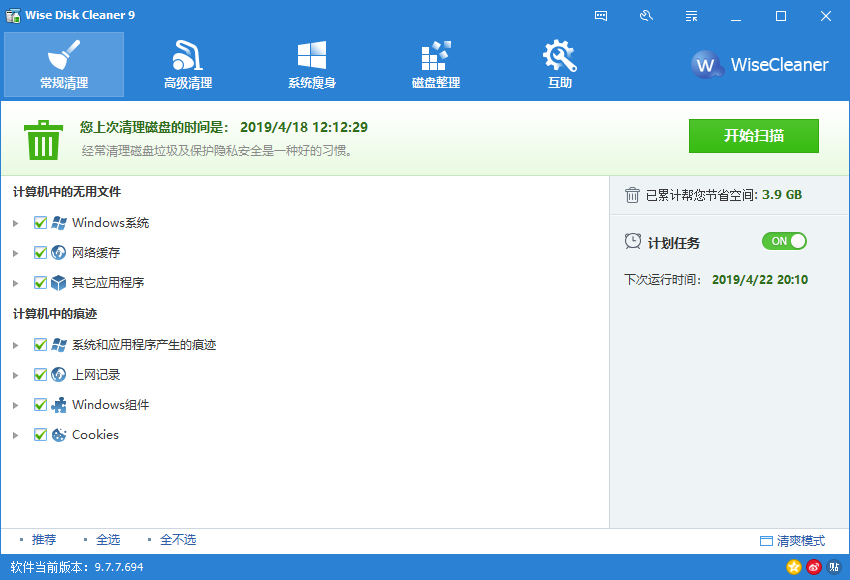 Wise Disk Cleaner 9
常规清理
高级清理
系统瘦身
磁盘整理
互助
W WiseCleaner
您上次清理磁盘的时间是: 2019/4/18 12:12:29
经常清理磁盘垃圾及保护隐私安全是一种好的习惯。
开始扫描
计算机中的无用文件
Windows系统
网络缓存
其它应用程序
计算机中的痕迹
系统和应用程序产生的痕迹
上网记录
Windows组件
Cookies
已累计帮您节省空间: 3.9 GB
计划任务
ON
下次运行时间: 2019/4/22 20:10
推荐
全选
全不选
清爽模式
软件当前版本: 9.7.7.694
贴